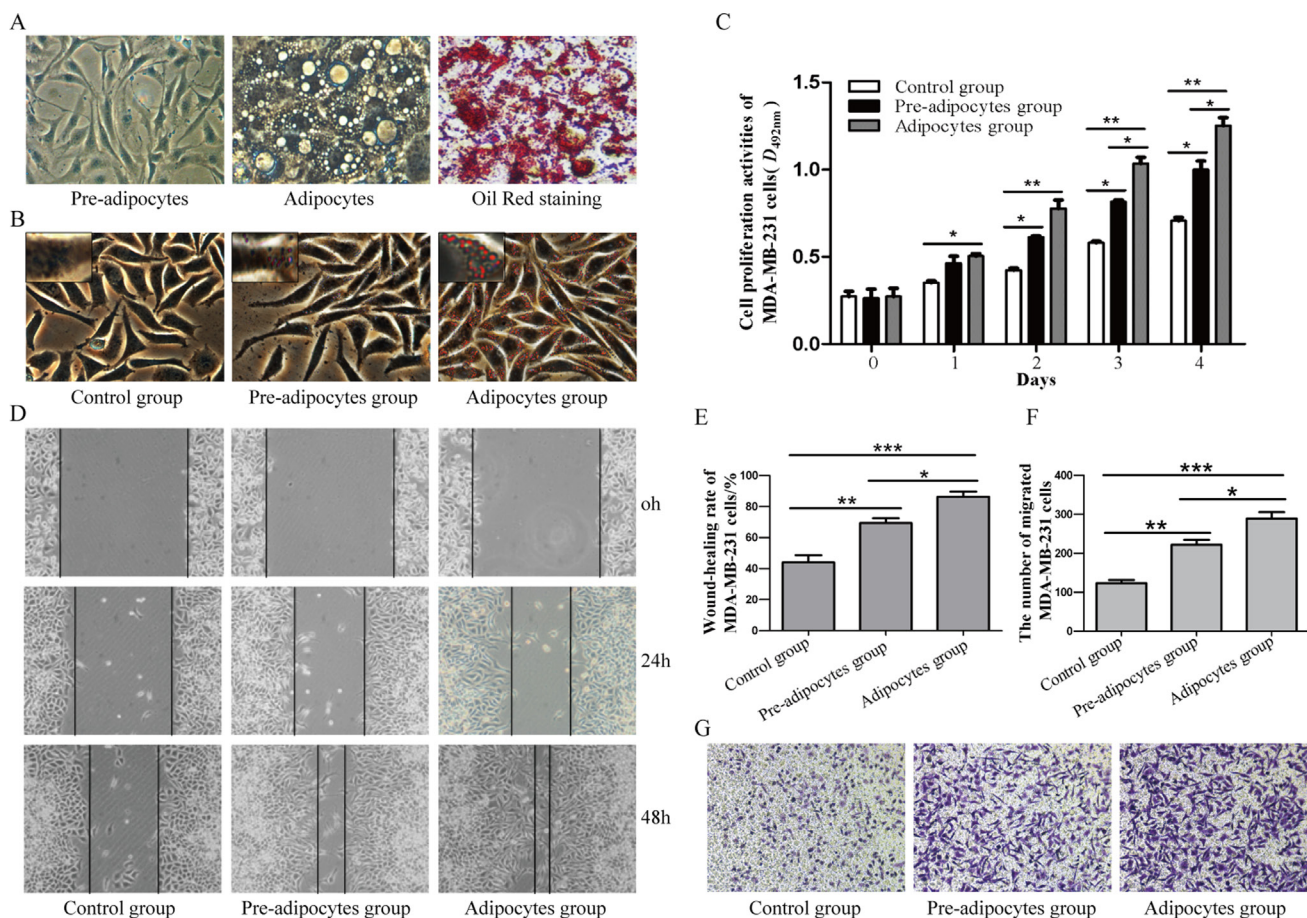 A
Pre-adipocytes
Adipocytes
Oil Red staining
B
Control group
Pre-adipocytes group
Adipocytes group
C
Cell proliferation activities of
MDA-MB-231 cells( D492nm)
1.5
1.0
0.5
0.0
Control group
Pre-adipocytes group
Adipocytes group
*
*
**
*
**
*
*
**
*
*
0
1
2
3
4
Days
D
oh
24h
48h
Control group
Pre-adipocytes group
Adipocytes group
E
Wound-healing rate of
MDA-MB-231 cells/%
100
80
60
40
20
0
***
*
**
Control group
Pre-adipocytes group
Adipocytes group
F
The number of migrated
MDA-MB-231 cells
400
300
200
100
0
***
*
**
Control group
Pre-adipocytes group
Adipocytes group
G
Control group
Pre-adipocytes group
Adipocytes group